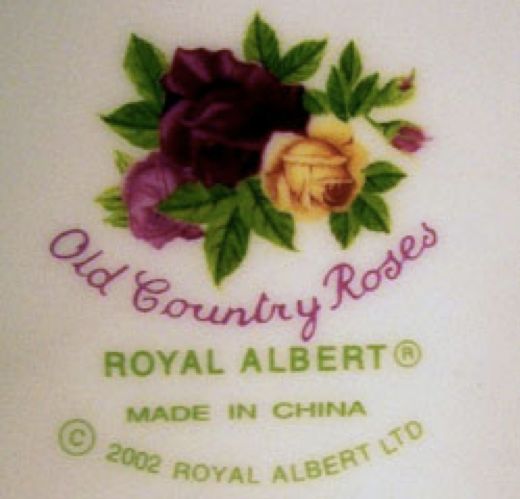 Old Country Roses
ROYAL ALBERT®
MADE IN CHINA
© 2002 ROYAL ALBERT LTD